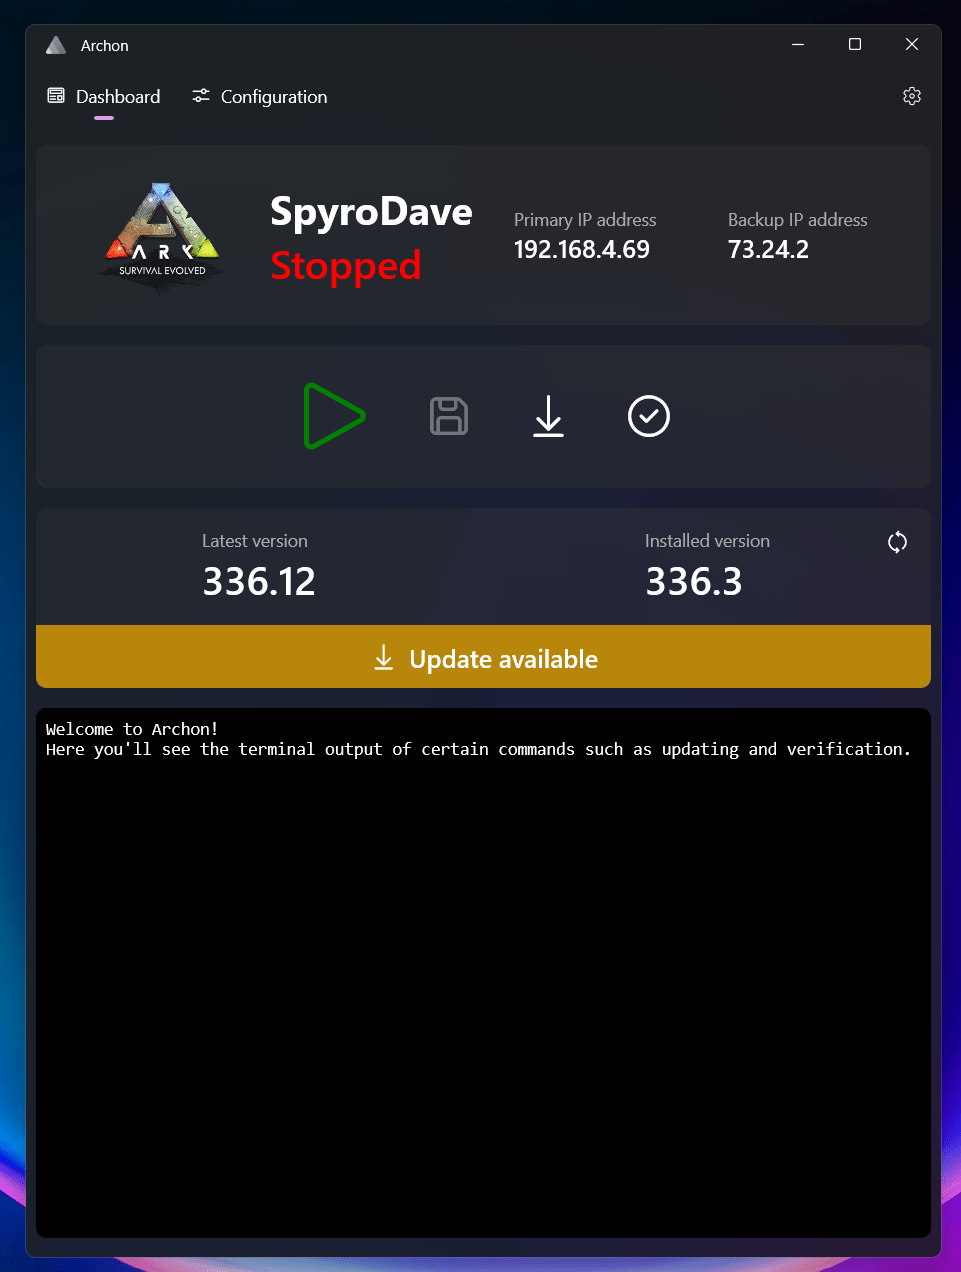 Archon
Dashboard
Configuration
ARK
SURVIVAL EVOLVED
SpyroDave
Stopped
Primary IP address
192.168.4.69
Backup IP address
73.24.2
Latest version
336.12
Installed version
336.3
Update available
Welcome to Archon!
Here you'll see the terminal output of certain commands such as updating and verification.